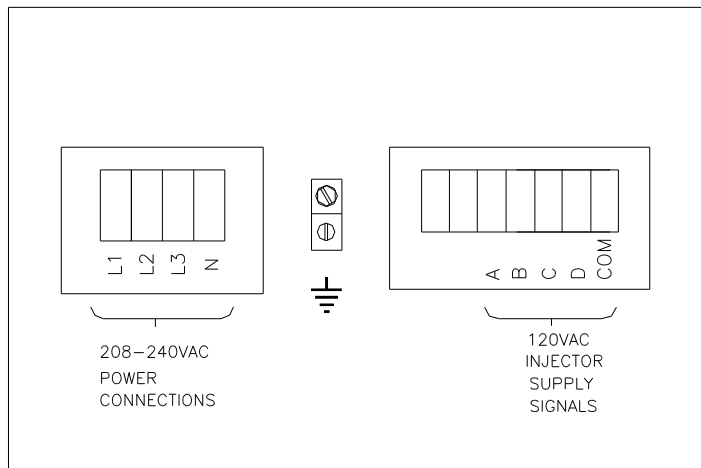 L1
L2
L3
N
A
B
C
D
COM
208-240VAC
POWER
CONNECTIONS
120VAC
INJECTOR
SUPPLY
SIGNALS